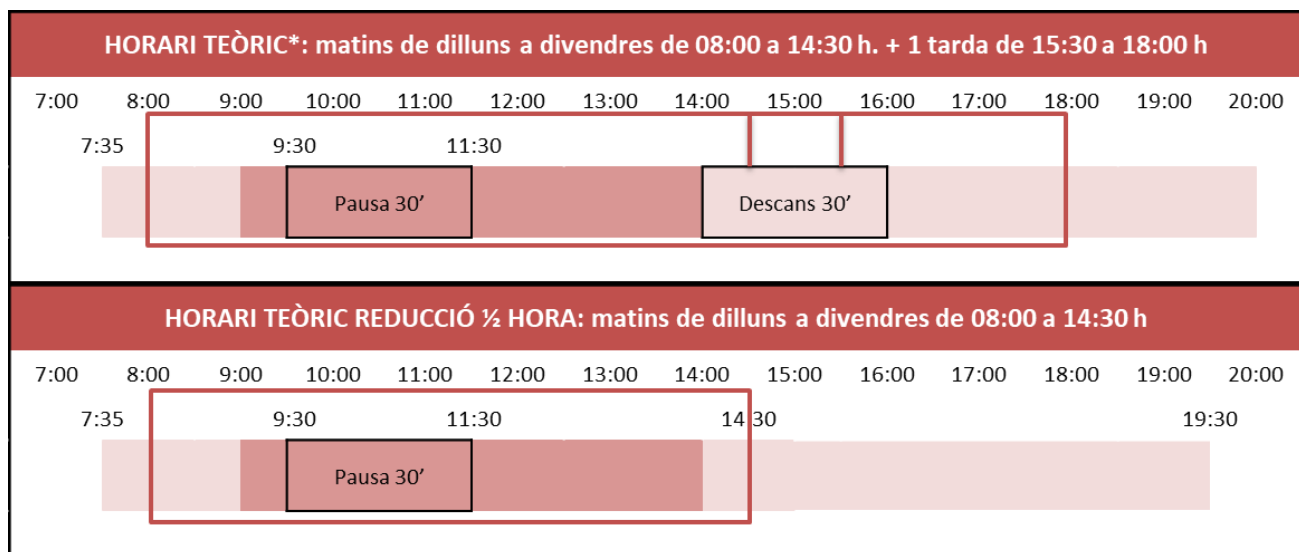 HORARI TEÒRIC*: matins de dilluns a divendres de 08:00 a 14:30 h. + 1 tarda de 15:30 a 18:00 h
7:00 8:00 9:00 10:00 11:00 12:00 13:00 14:00 15:00 16:00 17:00 18:00 19:00 20:00
7:35 9:30 11:30
Pausa 30’ Descans 30’
HORARI TEÒRIC REDUCCIÓ ½ HORA: matins de dilluns a divendres de 08:00 a 14:30 h
7:00 8:00 9:00 10:00 11:00 12:00 13:00 14:00 15:00 16:00 17:00 18:00 19:00 20:00
7:35 9:30 11:30 14:30 19:30
Pausa 30’